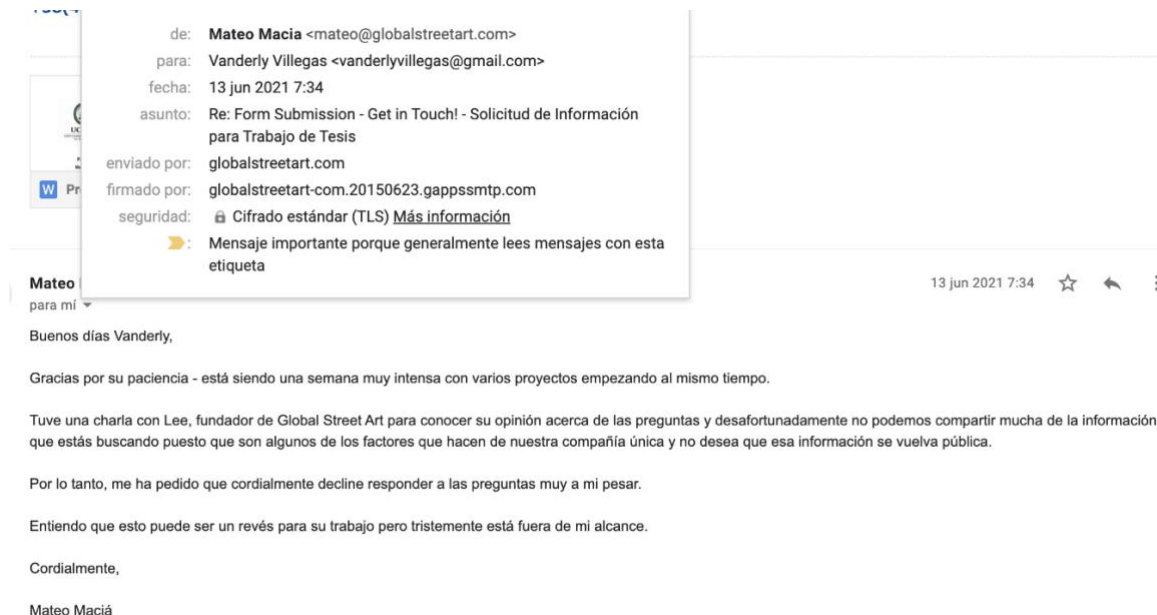 de: Mateo Macia <mateo@globalstreetart.com>
para: Vanderly Villegas <vanderlyvillegas@gmail.com>
fecha: 13 jun 2021 7:34
asunto: Re: Form Submission - Get in Touch! - Solicitud de Información
para Trabajo de Tesis
enviado por: globalstreetart.com
firmado por: globalstreetart-com.20150623.gappssmtp.com
seguridad: Cifrado estándar (TLS) Más información
: Mensaje importante porque generalmente lees mensajes con esta
etiqueta
W Pr
Mateo 13 jun 2021 7:34
para mí
Buenos días Vanderly,
Gracias por su paciencia - está siendo una semana muy intensa con varios proyectos empezando al mismo tiempo.
Tuve una charla con Lee, fundador de Global Street Art para conocer su opinión acerca de las preguntas y desafortunadamente no podemos compartir mucha de la información
que estás buscando puesto que son algunos de los factores que hacen de nuestra compañía única y no desea que esa información se vuelva pública.
Por lo tanto, me ha pedido que cordialmente decline responder a las preguntas muy a mi pesar.
Entiendo que esto puede ser un revés para su trabajo pero tristemente está fuera de mi alcance.
Cordialmente,
Mateo Maciá